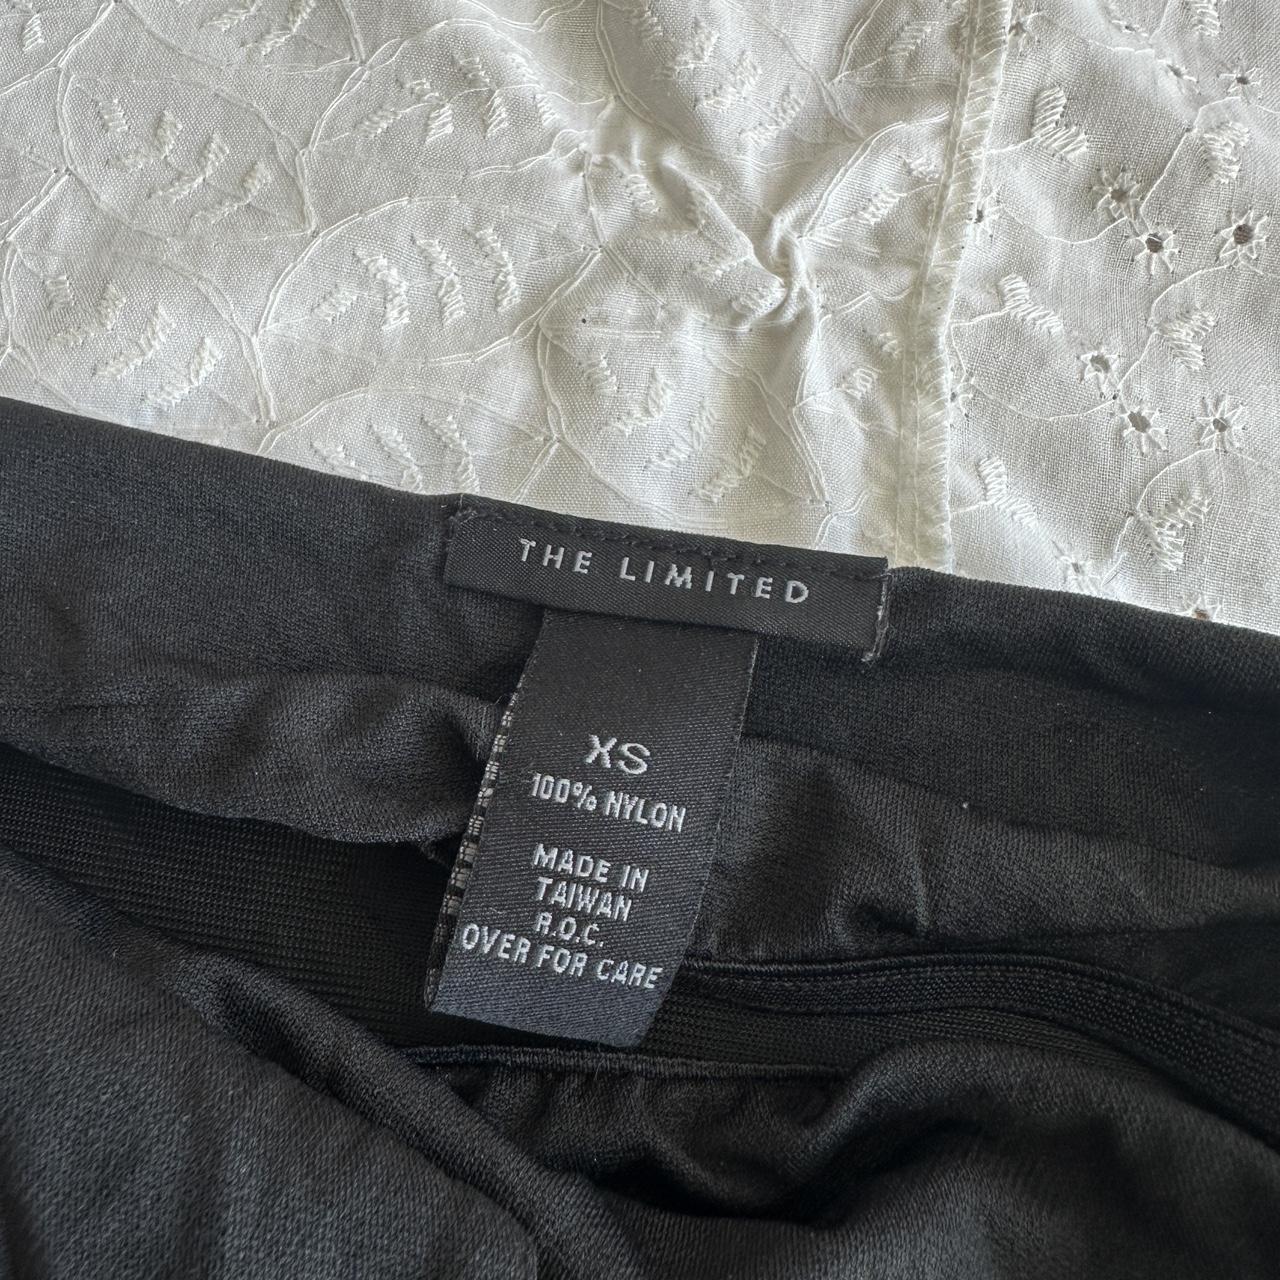 THE LIMITED
XS
100% NYLON
MADE IN
TAIWAN
R.O.C.
OVER FOR CARE